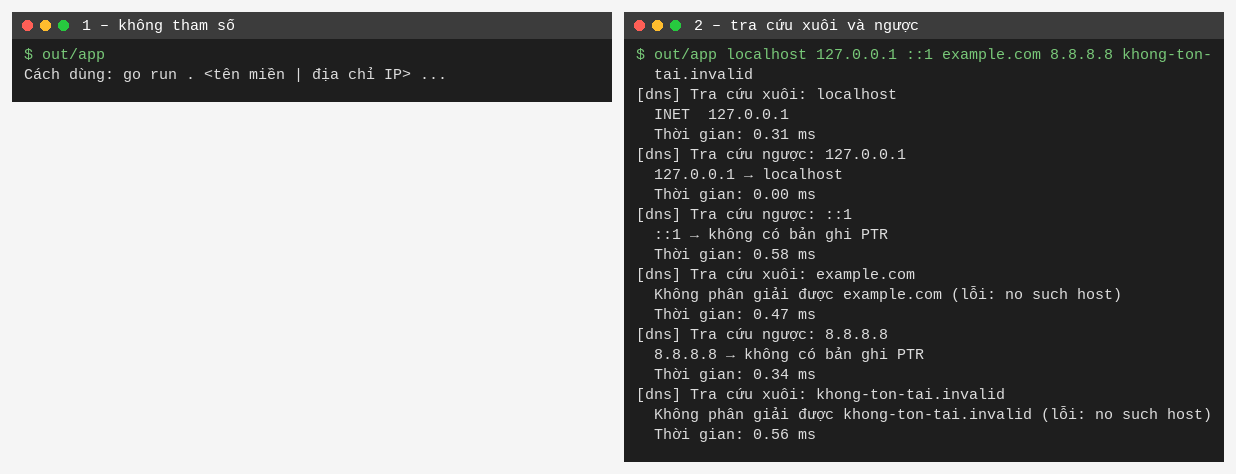 1 – không tham số
$ out/app
Cách dùng: go run . <tên miền | địa chỉ IP> ...
2 – tra cứu xuôi và ngược
$ out/app localhost 127.0.0.1 ::1 example.com 8.8.8.8 khong-ton-
tai.invalid
[dns] Tra cứu xuôi: localhost
INET  127.0.0.1
Thời gian: 0.31 ms
[dns] Tra cứu ngược: 127.0.0.1
127.0.0.1 → localhost
Thời gian: 0.00 ms
[dns] Tra cứu ngược: ::1
::1 → không có bản ghi PTR
Thời gian: 0.58 ms
[dns] Tra cứu xuôi: example.com
Không phân giải được example.com (lỗi: no such host)
Thời gian: 0.47 ms
[dns] Tra cứu ngược: 8.8.8.8
8.8.8.8 → không có bản ghi PTR
Thời gian: 0.34 ms
[dns] Tra cứu xuôi: khong-ton-tai.invalid
Không phân giải được khong-ton-tai.invalid (lỗi: no such host)
Thời gian: 0.56 ms